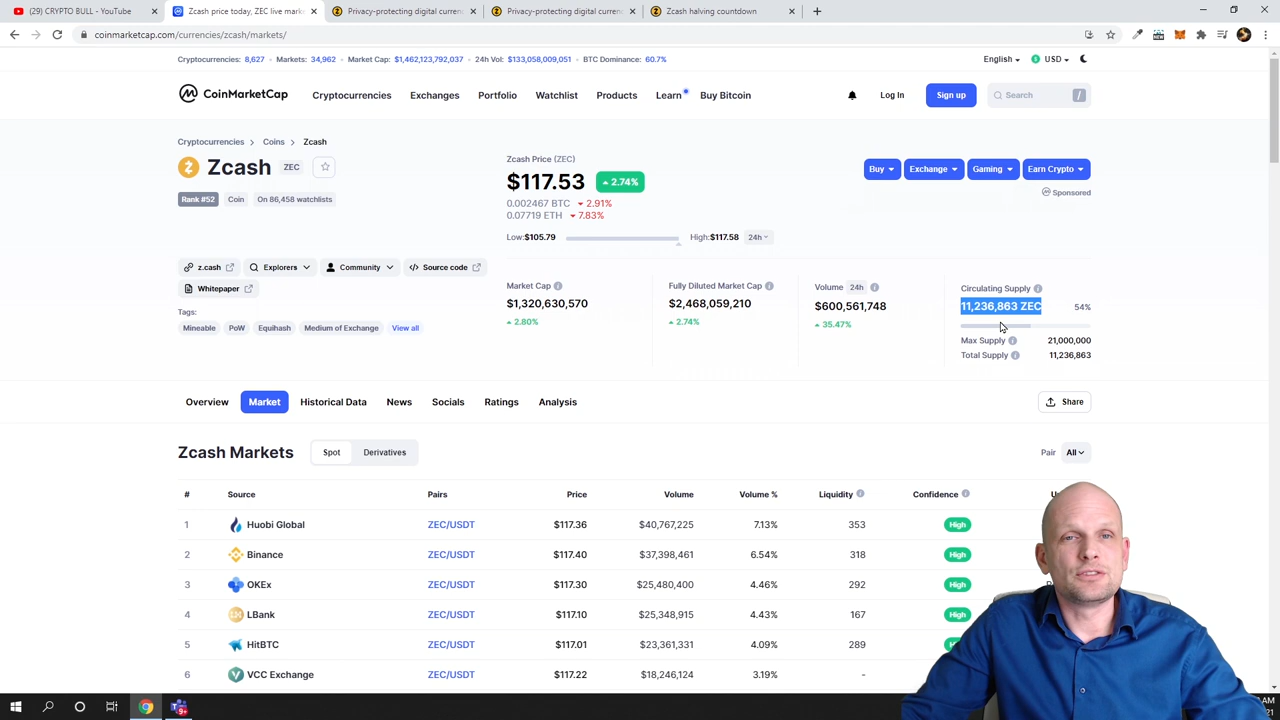 (29) CRYPTO BULL - YouTube
Zcash price today, ZEC live mark
Privacy-protecting digital curren
Privacy-protecting digital curren
Zcash halving countdown
coinmarketcap.com/currencies/zcash/markets/
Cryptocurrencies: 8,627 Markets: 34,962 Market Cap: $1,462,123,792,037 24h Vol: $133,058,009,051 BTC Dominance: 60.7%
English USD
CoinMarketCap Cryptocurrencies Exchanges Portfolio Watchlist Products Learn Buy Bitcoin Log In Sign up Search /
Cryptocurrencies > Coins > Zcash
Zcash ZEC
Rank #52 Coin On 86,458 watchlists
Zcash Price (ZEC)
$117.53 2.74%
0.002467 BTC 2.91%
0.07719 ETH 7.83%
Low: $105.79 High: $117.58 24h
Buy Exchange Gaming Earn Crypto
Sponsored
z.cash Explorers Community Source code
Whitepaper
Tags:
Mineable PoW Equihash Medium of Exchange View all
Market Cap
$1,320,630,570
2.80%
Fully Diluted Market Cap
$2,468,059,210
2.74%
Volume 24h
$600,561,748
35.47%
Circulating Supply
11,236,863 ZEC 54%
Max Supply 21,000,000
Total Supply 11,236,863
Overview Market Historical Data News Socials Ratings Analysis Share
Zcash Markets Spot Derivatives Pair All
# Source Pairs Price Volume Volume % Liquidity Confidence
1 Huobi Global ZEC/USDT $117.36 $40,767,225 7.13% 353 High
2 Binance ZEC/USDT $117.40 $37,398,461 6.54% 318 High
3 OKEx ZEC/USDT $117.30 $25,480,400 4.46% 292 High
4 LBank ZEC/USDT $117.10 $25,348,915 4.43% 167 High
5 HitBTC ZEC/USDT $117.01 $23,361,331 4.09% 289
6 VCC Exchange ZEC/USDT $117.22 $18,246,124 3.19% -